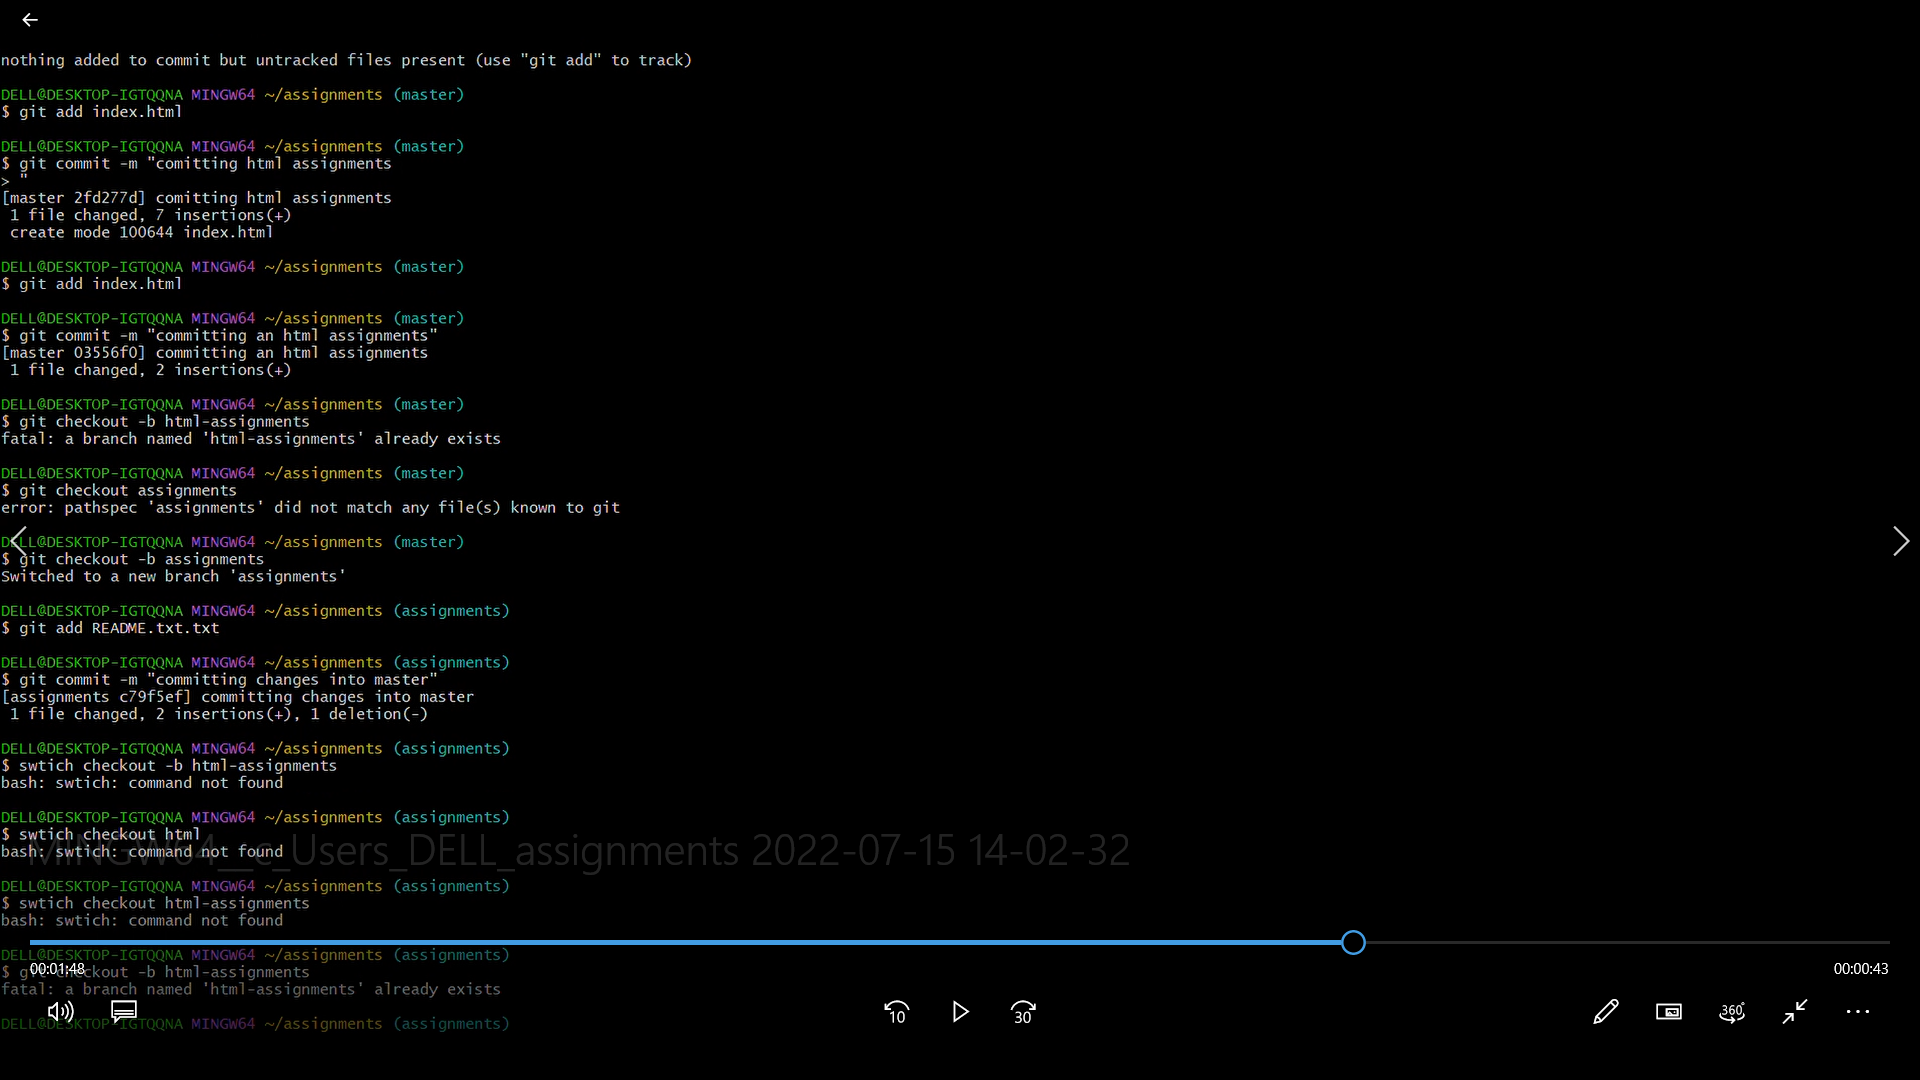 nothing added to commit but untracked files present (use "git add" to track)
DELL@DESKTOP-IGTQQNA MINGW64 ~/assignments (master)
$ git add index.html
DELL@DESKTOP-IGTQQNA MINGW64 ~/assignments (master)
$ git commit -m "comitting html assignments
> "
[master 2fd277d] comitting html assignments
1 file changed, 7 insertions(+)
create mode 100644 index.html
DELL@DESKTOP-IGTQQNA MINGW64 ~/assignments (master)
$ git add index.html
DELL@DESKTOP-IGTQQNA MINGW64 ~/assignments (master)
$ git commit -m "committing an html assignments"
[master 03556f0] committing an html assignments
1 file changed, 2 insertions(+)
DELL@DESKTOP-IGTQQNA MINGW64 ~/assignments (master)
$ git checkout -b html-assignments
fatal: a branch named 'html-assignments' already exists
DELL@DESKTOP-IGTQQNA MINGW64 ~/assignments (master)
$ git checkout assignments
error: pathspec 'assignments' did not match any file(s) known to git
DELL@DESKTOP-IGTQQNA MINGW64 ~/assignments (master)
$ git checkout -b assignments
Switched to a new branch 'assignments'
DELL@DESKTOP-IGTQQNA MINGW64 ~/assignments (assignments)
$ git add README.txt.txt
DELL@DESKTOP-IGTQQNA MINGW64 ~/assignments (assignments)
$ git commit -m "committing changes into master"
[assignments c79f5ef] committing changes into master
1 file changed, 2 insertions(+), 1 deletion(-)
DELL@DESKTOP-IGTQQNA MINGW64 ~/assignments (assignments)
$ swtich checkout -b html-assignments
bash: swtich: command not found
DELL@DESKTOP-IGTQQNA MINGW64 ~/assignments (assignments)
$ swtich checkout html
bash: swtich: command not found
MINGW64__c_Users_DELL_assignments 2022-07-15 14-02-32
DELL@DESKTOP-IGTQQNA MINGW64 ~/assignments (assignments)
$ swtich checkout html-assignments
bash: swtich: command not found
DELL@DESKTOP-IGTQQNA MINGW64 ~/assignments (assignments)
00:01:48
00:00:43
$ git checkout -b html-assignments
fatal: a branch named 'html-assignments' already exists
DELL@DESKTOP-IGTQQNA MINGW64 ~/assignments (assignments)
10
30
360°